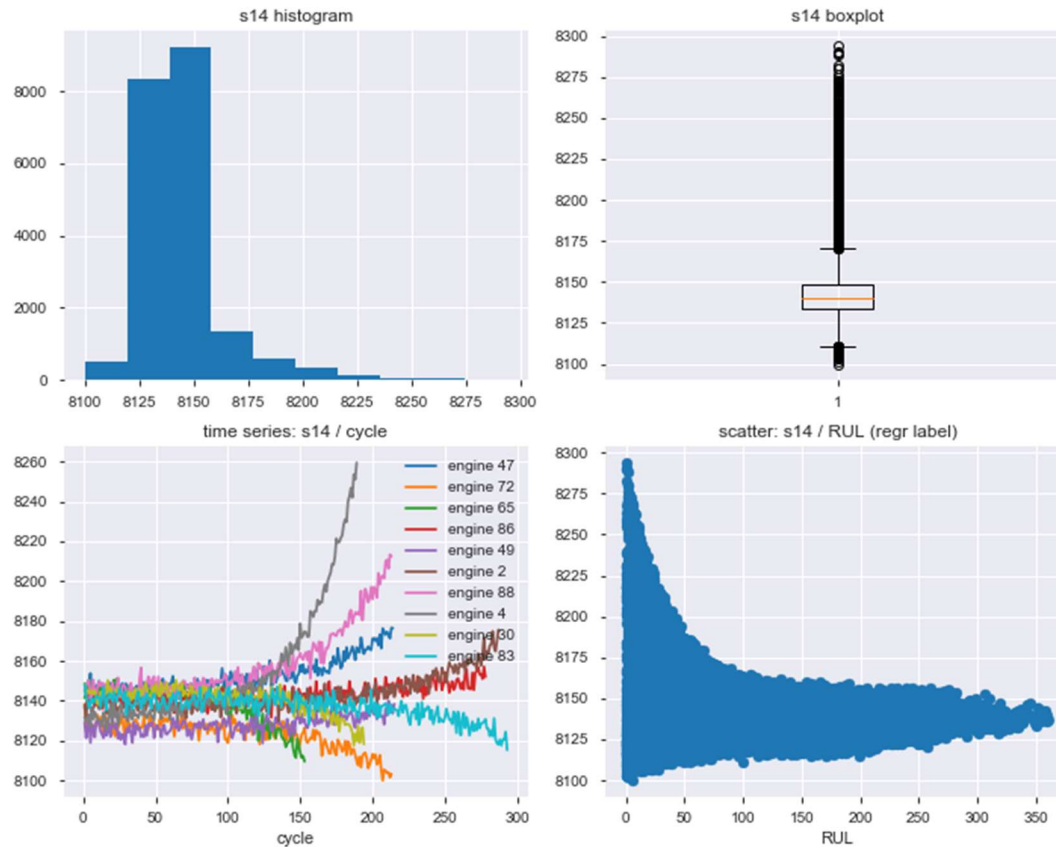 s14 histogram
8000
6000
4000
2000
0
8100 8125 8150 8175 8200 8225 8250 8275 8300
s14 boxplot
8300
8275
8250
8225
8200
8175
8150
8125
8100
1
time series: s14 / cycle
8260
8240
8220
8200
8180
8160
8140
8120
8100
engine 47
engine 72
engine 65
engine 86
engine 49
engine 2
engine 88
engine 4
engine 30
engine 83
0 50 100 150 200 250 300
cycle
scatter: s14 / RUL (regr label)
8300
8275
8250
8225
8200
8175
8150
8125
8100
0 50 100 150 200 250 300 350
RUL